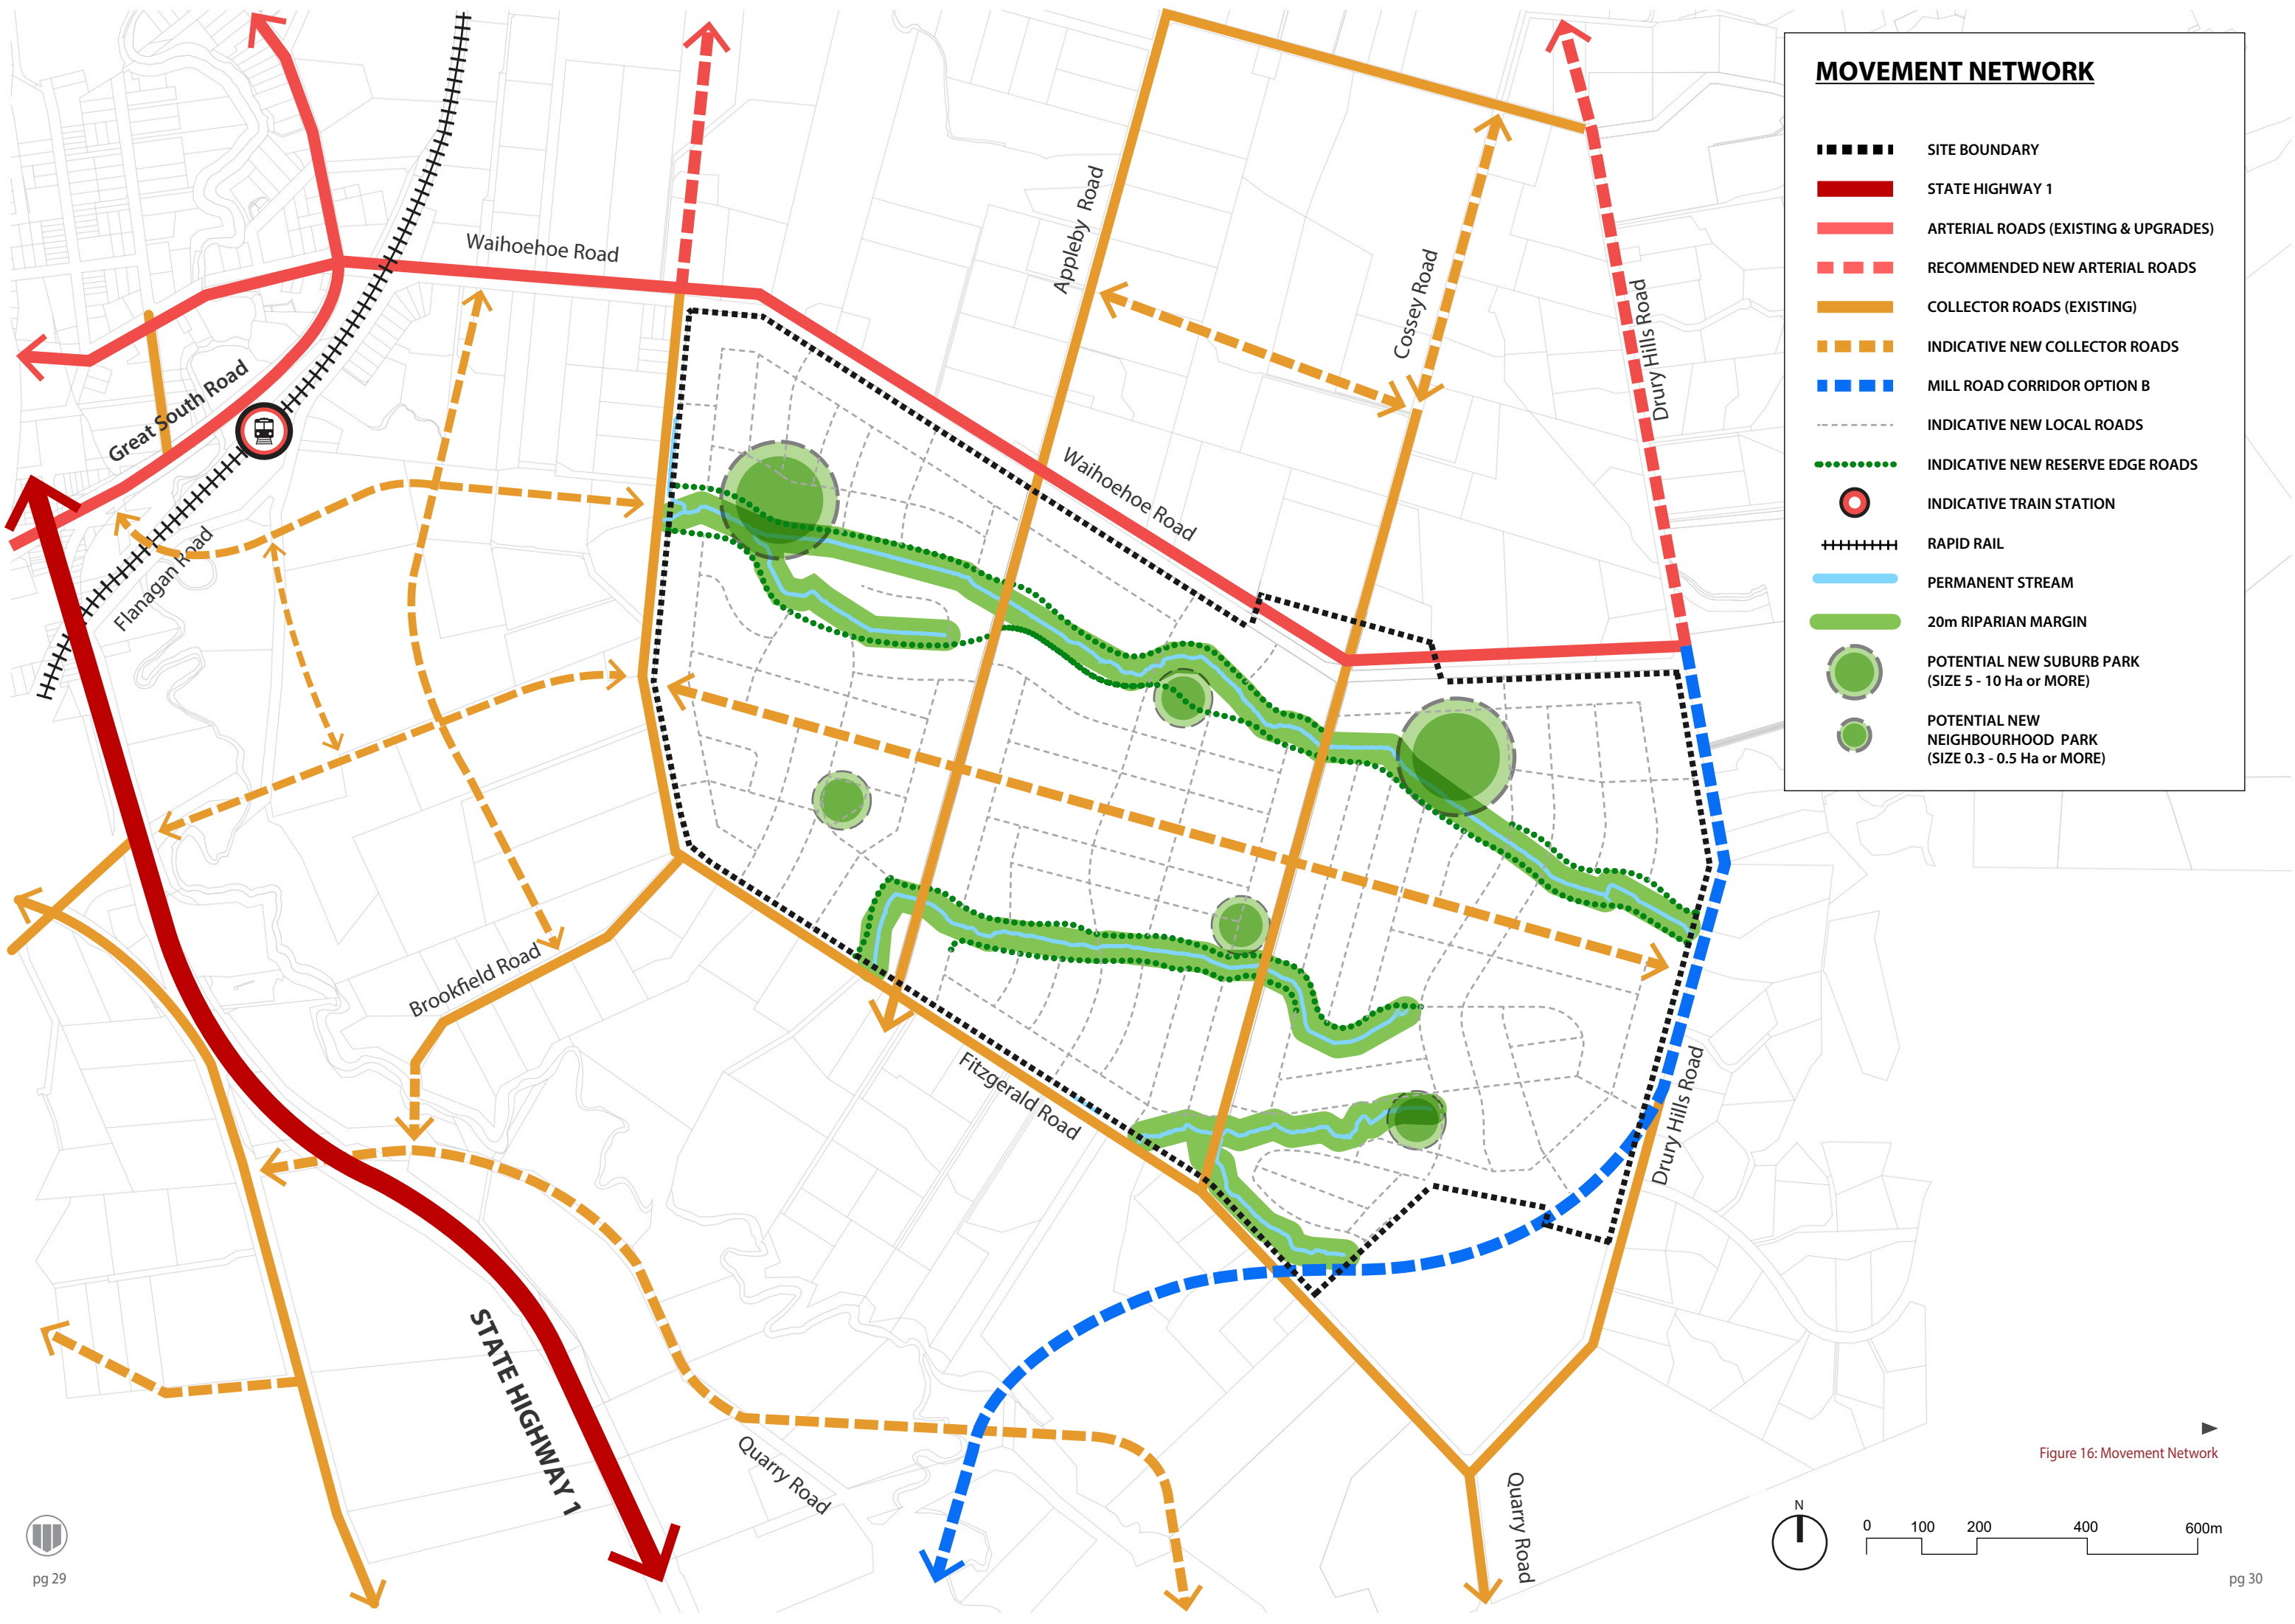 MOVEMENT NETWORK
SITE BOUNDARY
STATE HIGHWAY 1
ARTERIAL ROADS (EXISTING & UPGRADES)
RECOMMENDED NEW ARTERIAL ROADS
COLLECTOR ROADS (EXISTING)
INDICATIVE NEW COLLECTOR ROADS
MILL ROAD CORRIDOR OPTION B
INDICATIVE NEW LOCAL ROADS
INDICATIVE NEW RESERVE EDGE ROADS
INDICATIVE TRAIN STATION
RAPID RAIL
PERMANENT STREAM
20m RIPARIAN MARGIN
POTENTIAL NEW SUBURB PARK
(SIZE 5 - 10 Ha or MORE)
POTENTIAL NEW
NEIGHBOURHOOD PARK
(SIZE 0.3 - 0.5 Ha or MORE)
Waihoehoe Road
Appleby Road
Cossey Road
Drury Hills Road
Great South Road
Flanagan Road
Waihoehoe Road
Brookfield Road
Fitzgerald Road
Drury Hills Road
STATE HIGHWAY 1
Quarry Road
Quarry Road
Figure 16: Movement Network
N
0 100 200 400 600m
pg 29
pg 30